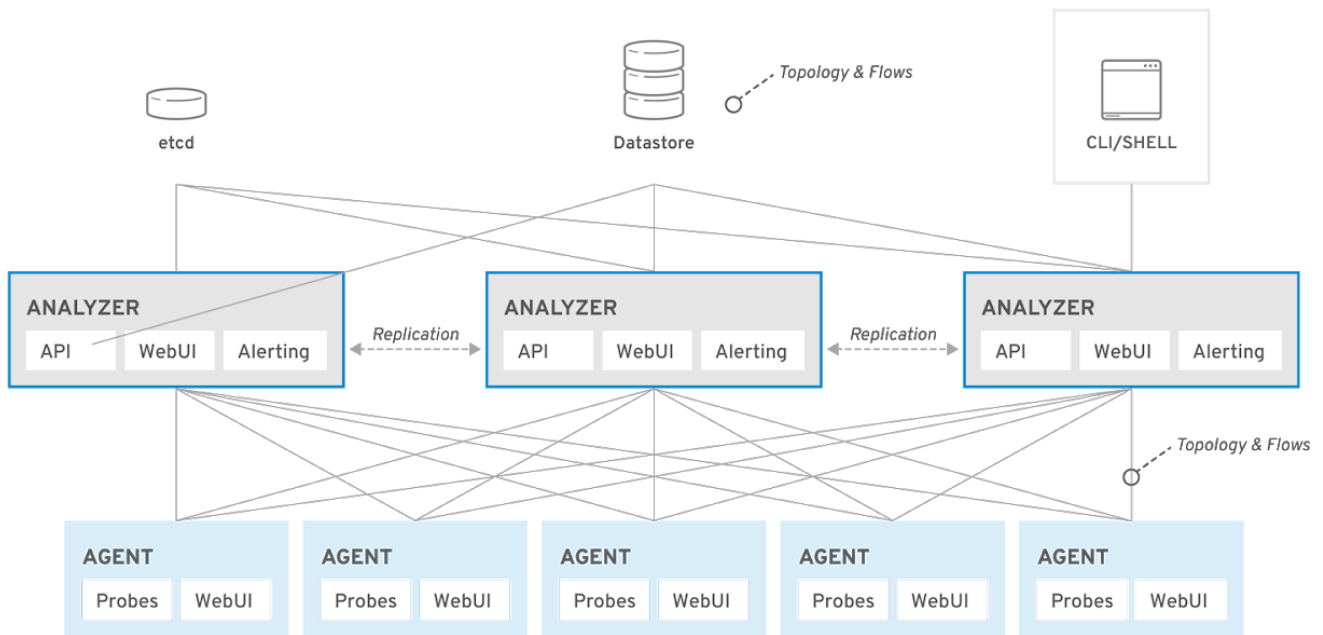 Topology & Flows
etcd
Datastore
CLI/SHELL
ANALYZER
API
WebUI
Alerting
Replication
ANALYZER
API
WebUI
Alerting
Replication
ANALYZER
API
WebUI
Alerting
Topology & Flows
AGENT
Probes
WebUI
AGENT
Probes
WebUI
AGENT
Probes
WebUI
AGENT
Probes
WebUI
AGENT
Probes
WebUI